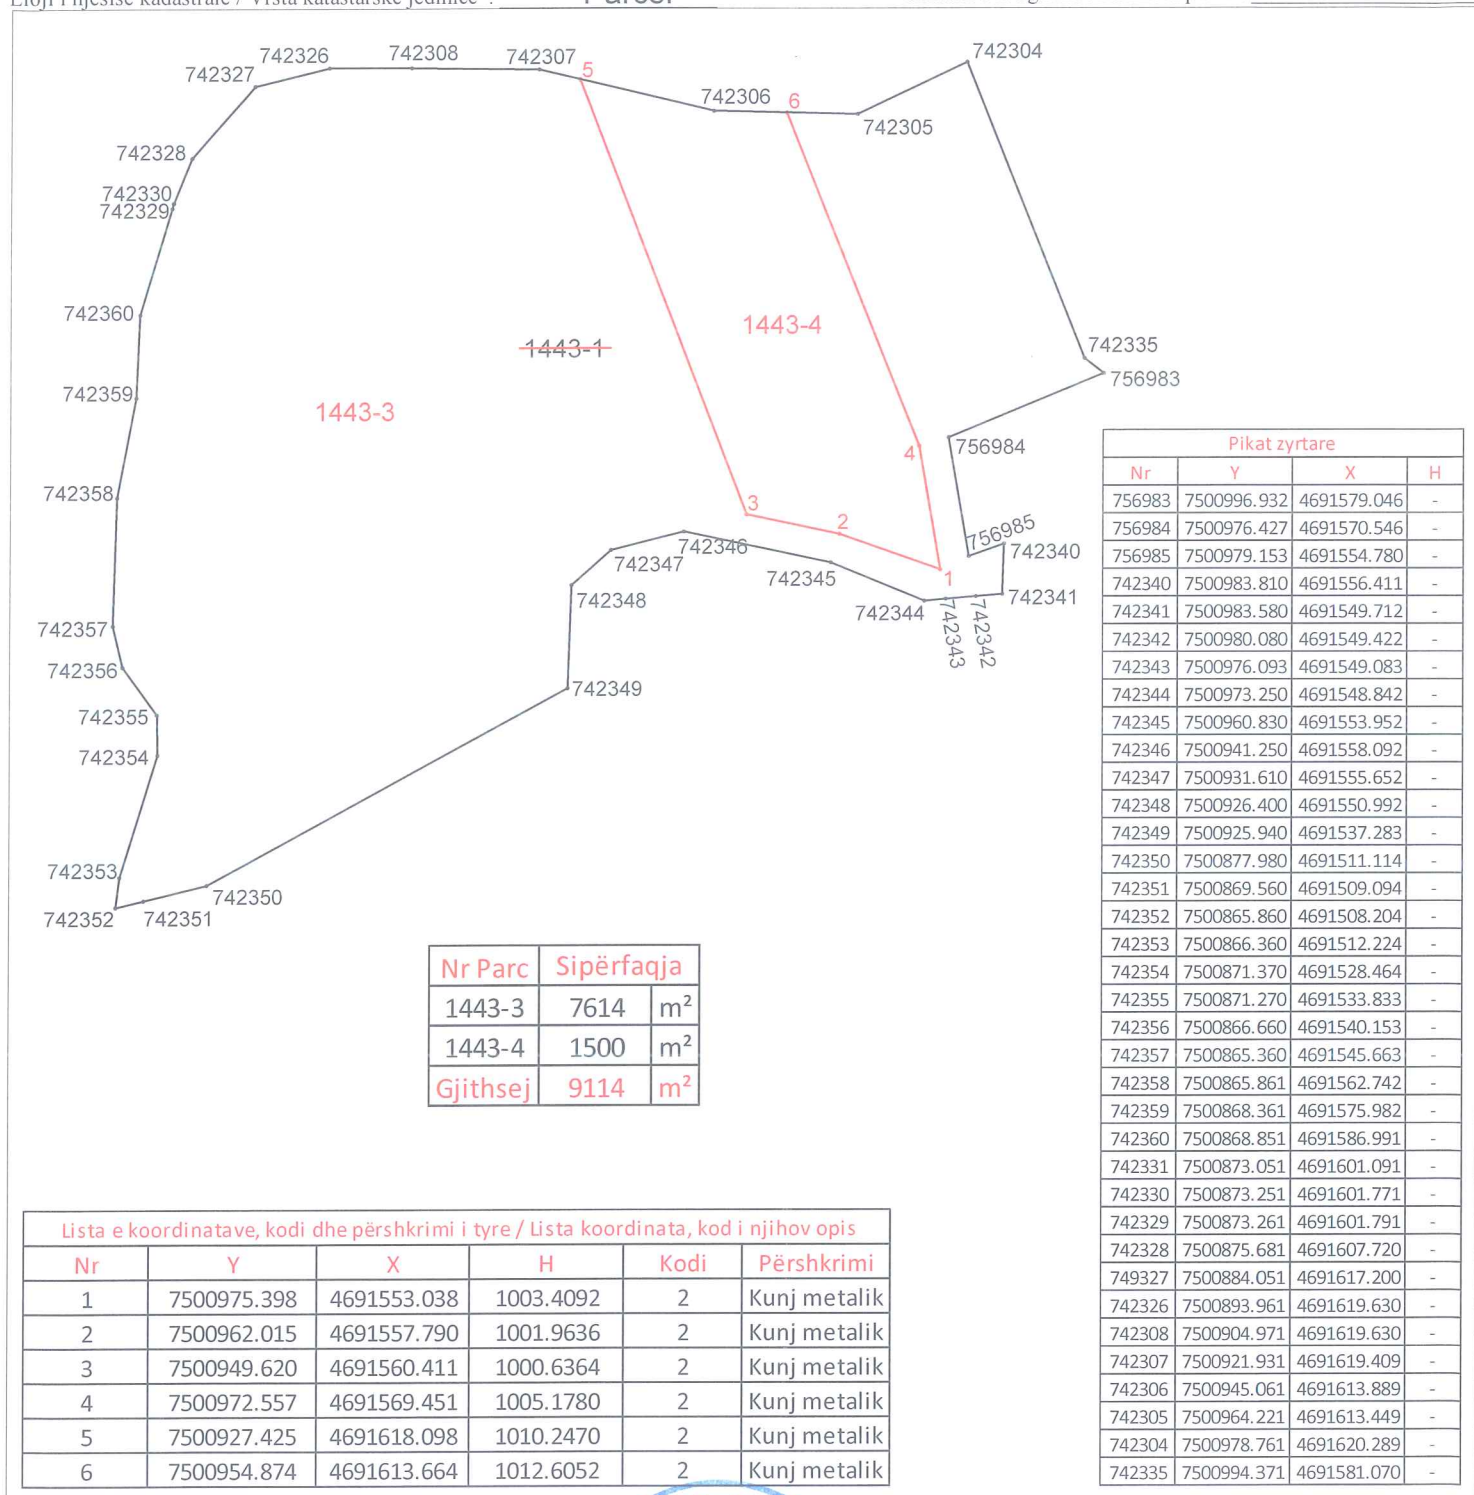 Parcel
742304
742326
742308
742307
5
742327
742306
6
742305
742328
742330
742329
742360
1443-4
1443-1
742335
756983
742359
1443-3
756984
4
742358
3
2
756985
742340
742346
742347
742345
1
742348
742344
742341
742343
742342
742357
742356
742349
742355
742354
742353
742350
742352
742351
Pikat zyrtare
Nr Y X H
756983 7500996.932 4691579.046 -
756984 7500976.427 4691570.546 -
756985 7500979.153 4691554.780 -
742340 7500983.810 4691556.411 -
742341 7500983.580 4691549.712 -
742342 7500980.080 4691549.422 -
742343 7500976.093 4691549.083 -
742344 7500973.250 4691548.842 -
742345 7500960.830 4691553.952 -
742346 7500941.250 4691558.092 -
742347 7500931.610 4691555.652 -
742348 7500926.400 4691550.992 -
742349 7500925.940 4691537.283 -
742350 7500877.980 4691511.114 -
742351 7500869.560 4691509.094 -
742352 7500865.860 4691508.204 -
742353 7500866.360 4691512.224 -
742354 7500871.370 4691528.464 -
742355 7500871.270 4691533.833 -
742356 7500866.660 4691540.153 -
742357 7500865.360 4691545.663 -
742358 7500865.861 4691562.742 -
742359 7500868.361 4691575.982 -
742360 7500868.851 4691586.991 -
742331 7500873.051 4691601.091 -
742330 7500873.251 4691601.771 -
742329 7500873.261 4691601.791 -
742328 7500875.681 4691607.720 -
749327 7500884.051 4691617.200 -
742326 7500893.961 4691619.630 -
742308 7500904.971 4691619.630 -
742307 7500921.931 4691619.409 -
742306 7500945.061 4691613.889 -
742305 7500964.221 4691613.449 -
742304 7500978.761 4691620.289 -
742335 7500994.371 4691581.070 -
Nr Parc Sipërfaqja
1443-3 7614 m²
1443-4 1500 m²
Gjithsej 9114 m²
Lista e koordinatave, kodi dhe përshkrimi i tyre / Lista koordinata, kod i njihov opis
Nr Y X H Kodi Përshkrimi
1 7500975.398 4691553.038 1003.4092 2 Kunj metalik
2 7500962.015 4691557.790 1001.9636 2 Kunj metalik
3 7500949.620 4691560.411 1000.6364 2 Kunj metalik
4 7500972.557 4691569.451 1005.1780 2 Kunj metalik
5 7500927.425 4691618.098 1010.2470 2 Kunj metalik
6 7500954.874 4691613.664 1012.6052 2 Kunj metalik